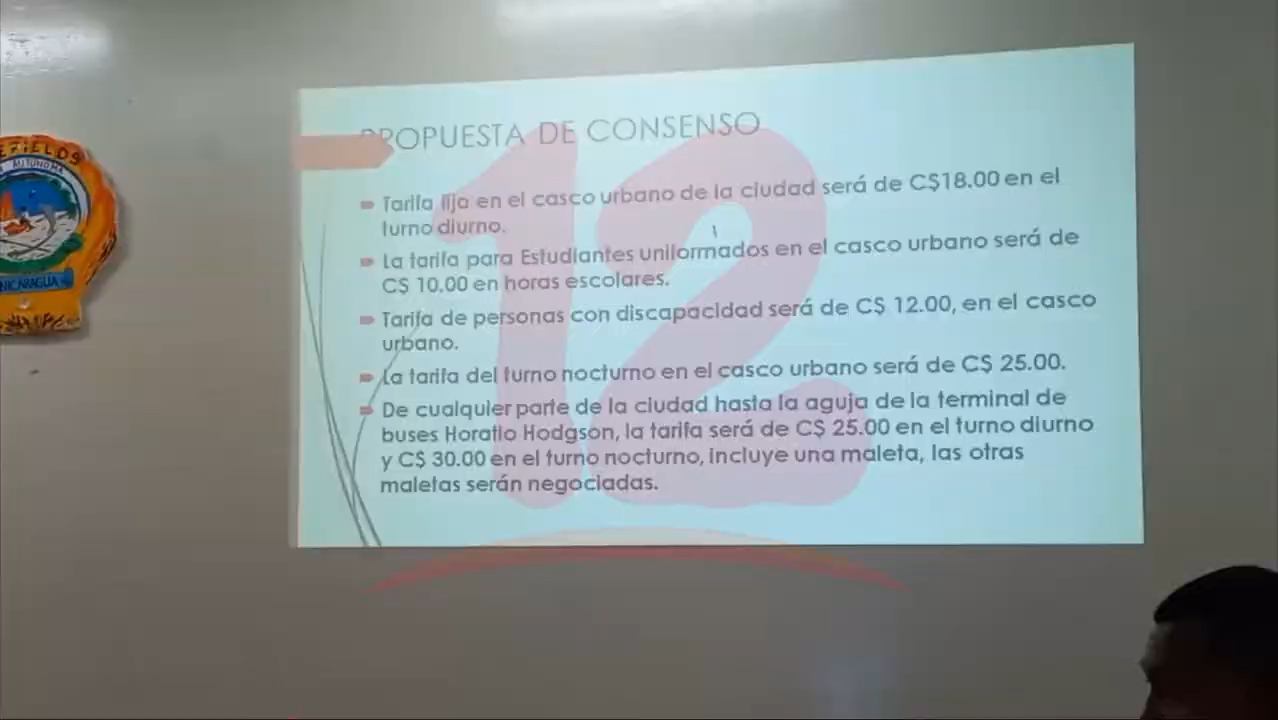 EFIELDS
AUTÓNOMA
NICARAGUA
PROPUESTA DE CONSENSO
Tarifa fija en el casco urbano de la ciudad será de C$18.00 en el
turno diurno.
La tarifa para Estudiantes uniformados en el casco urbano será de
C$ 10.00 en horas escolares.
Tarifa de personas con discapacidad será de C$ 12.00, en el casco
urbano.
La tarifa del turno nocturno en el casco urbano será de C$ 25.00.
De cualquier parte de la ciudad hasta la aguja de la terminal de
buses Horatio Hodgson, la tarifa será de C$ 25.00 en el turno diurno
y C$ 30.00 en el turno nocturno, incluye una maleta, las otras
maletas serán negociadas.
12